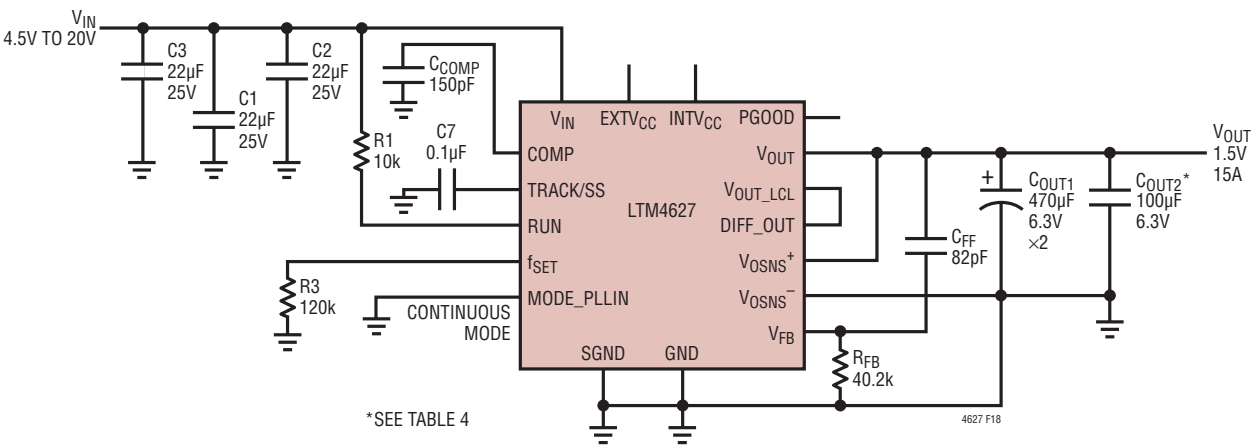 VIN
4.5V TO 20V
C3
22µF
25V
C1
22µF
25V
C2
22µF
25V
R1
10k
CCOMP
150pF
C7
0.1µF
R3
120k
CONTINUOUS
MODE
VIN
EXTVCC
INTVCC
PGOOD
COMP
TRACK/SS
RUN
fSET
MODE_PLLIN
SGND
GND
LTM4627
VOUT
VOUT_LCL
DIFF_OUT
VOSNS+
VOSNS–
VFB
RFB
40.2k
CFF
82pF
+
COUT1
470µF
6.3V
×2
COUT2*
100µF
6.3V
VOUT
1.5V
15A
*SEE TABLE 4
4627 F18